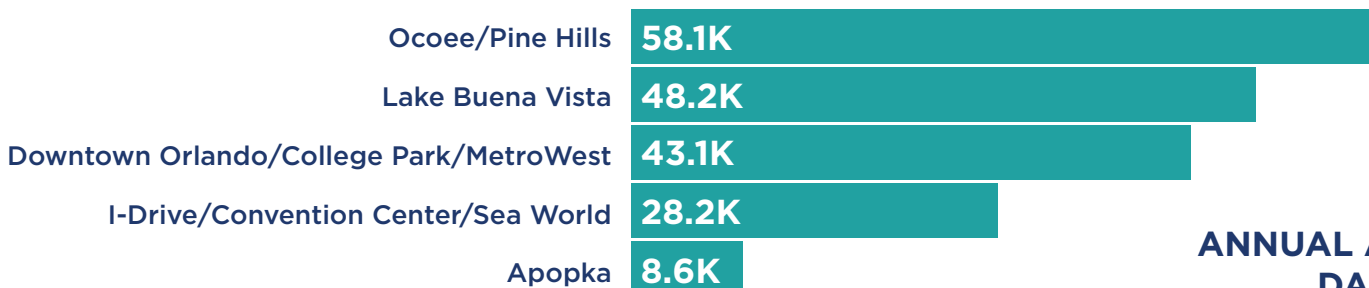 Ocoee/Pine Hills 58.1K
Lake Buena Vista 48.2K
Downtown Orlando/College Park/MetroWest 43.1K
I-Drive/Convention Center/Sea World 28.2K
Apopka 8.6K
ANNUAL